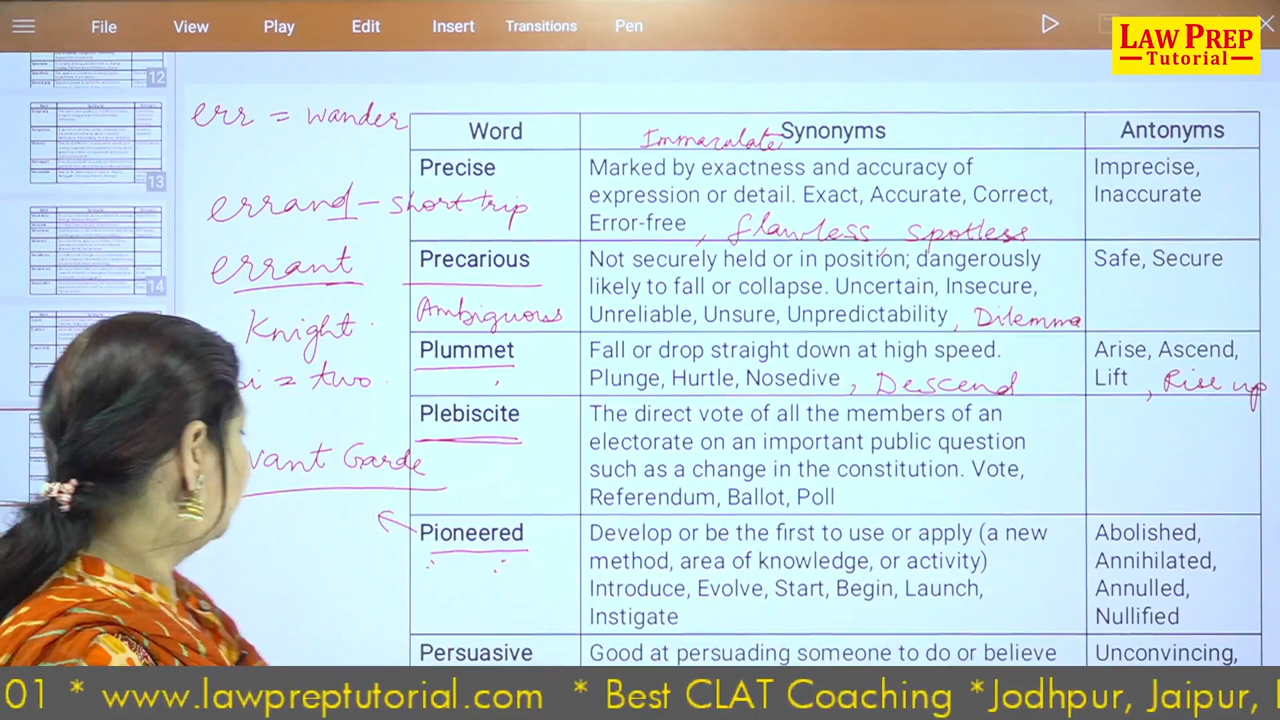 File View Play Edit Insert Transitions Pen
LAW PREP
Tutorial
12
13
14
err = wander
errand - short
errant
Knight
= two
vant Garde
Word Synonyms Antonyms
Precise
Marked by exactness and accuracy of
expression or detail. Exact, Accurate, Correct,
Error-free
Imprecise,
Inaccurate
Precarious
Ambiguous
Not securely held in position; dangerously
likely to fall or collapse. Uncertain, Insecure,
Unreliable, Unsure, Unpredictability , Dilemma
Safe, Secure
Plummet
Fall or drop straight down at high speed.
Plunge, Hurtle, Nosedive , Descend
Arise, Ascend,
Lift , Rise up
Plebiscite
The direct vote of all the members of an
electorate on an important public question
such as a change in the constitution. Vote,
Referendum, Ballot, Poll
Pioneered
Develop or be the first to use or apply (a new
method, area of knowledge, or activity)
Introduce, Evolve, Start, Begin, Launch,
Instigate
Abolished,
Annihilated,
Annulled,
Nullified
Persuasive
Good at persuading someone to do or believe
Unconvincing,
01 * www.lawpreptutorial.com * Best CLAT Coaching *Jodhpur, Jaipur,